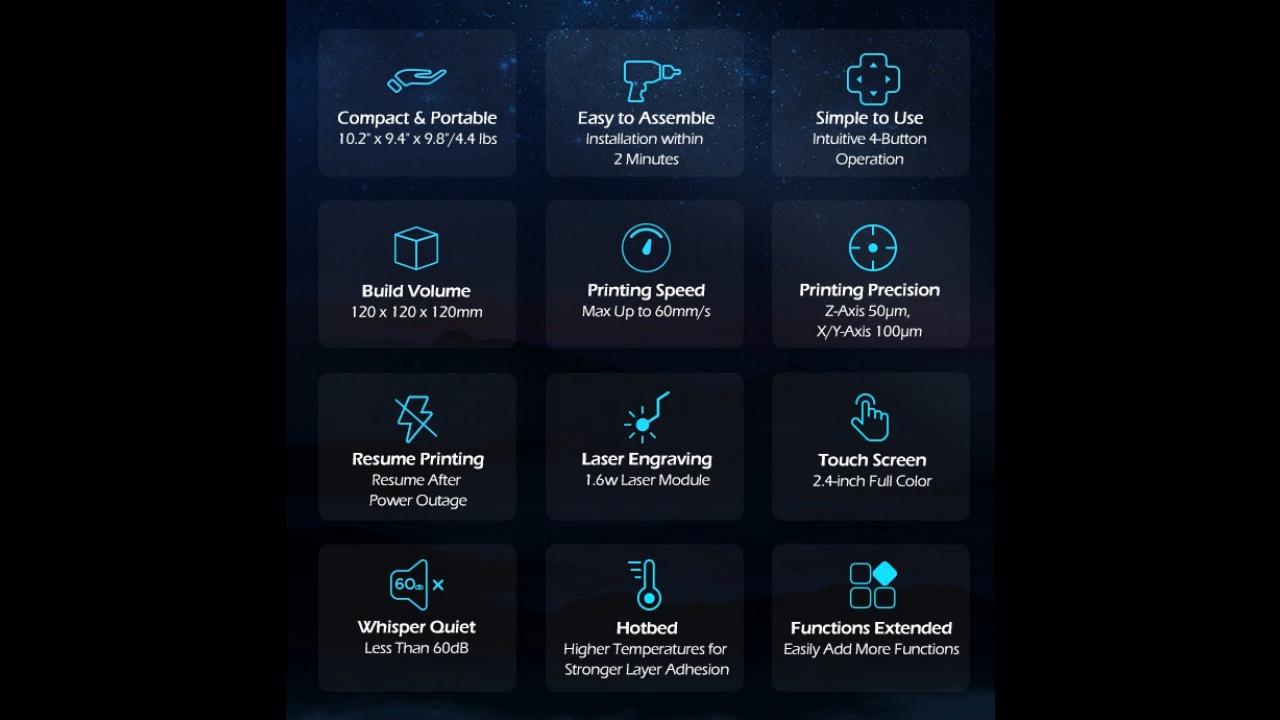 Compact & Portable
10.2" x 9.4" x 9.8"/4.4 lbs
Easy to Assemble
Installation within
2 Minutes
Simple to Use
Intuitive 4-Button
Operation
Build Volume
120 x 120 x 120mm
Printing Speed
Max Up to 60mm/s
Printing Precision
Z-Axis 50μm,
X/Y-Axis 100μm
Resume Printing
Resume After
Power Outage
Laser Engraving
1.6w Laser Module
Touch Screen
2.4-inch Full Color
60db
Whisper Quiet
Less Than 60dB
Hotbed
Higher Temperatures for
Stronger Layer Adhesion
Functions Extended
Easily Add More Functions